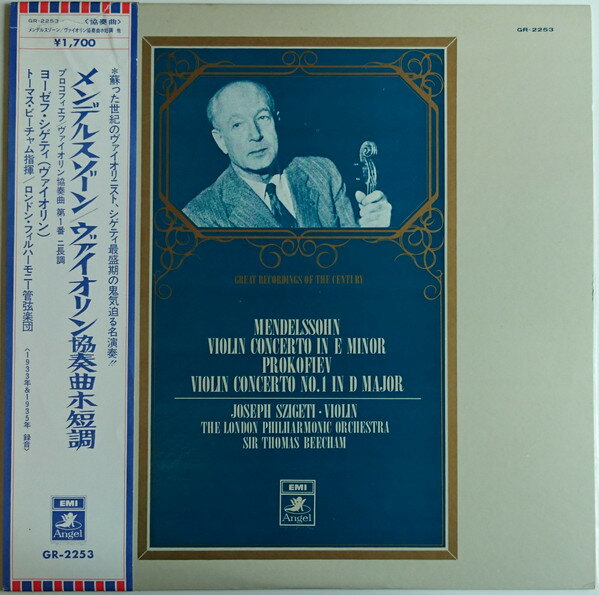 GR-2253 〈協奏曲〉
メンデルスゾーン/ヴァイオリン協奏曲ホ短調 他
¥1,700
*蘇った世紀のヴァイオリニスト、シゲティ最盛期の鬼気迫る名演奏!!
メンデルスゾーン/ヴァイオリン協奏曲ホ短調
プロコフィエフ/ヴァイオリン協奏曲 第1番 ニ長調
ヨーゼフ・シゲティ(ヴァイオリン)
トーマス・ビーチャム指揮/ロンドン・フィルハーモニー管弦楽団
(1933年&1935年 録音)
EMI
Angel
GR-2253
GR-2253
GREAT RECORDINGS OF THE CENTURY
MENDELSSOHN
VIOLIN CONCERTO IN E MINOR
PROKOFIEV
VIOLIN CONCERTO NO.1 IN D MAJOR
JOSEPH SZIGETI · VIOLIN
THE LONDON PHILHARMONIC ORCHESTRA
SIR THOMAS BEECHAM
EMI
Angel